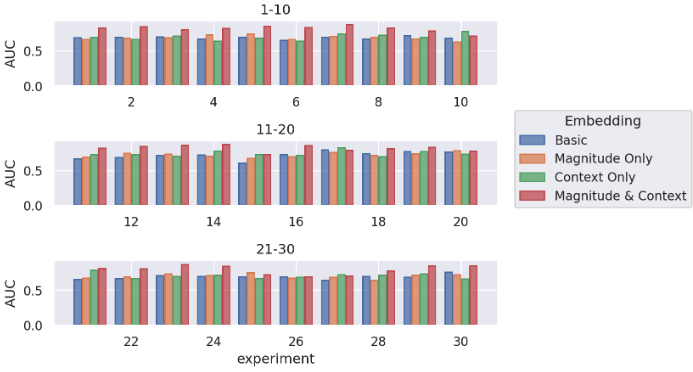 1-10
AUC
0.5
0.0
2 4 6 8 10
11-20
AUC
0.5
0.0
12 14 16 18 20
21-30
AUC
0.5
0.0
22 24 26 28 30
experiment
Embedding
Basic
Magnitude Only
Context Only
Magnitude & Context